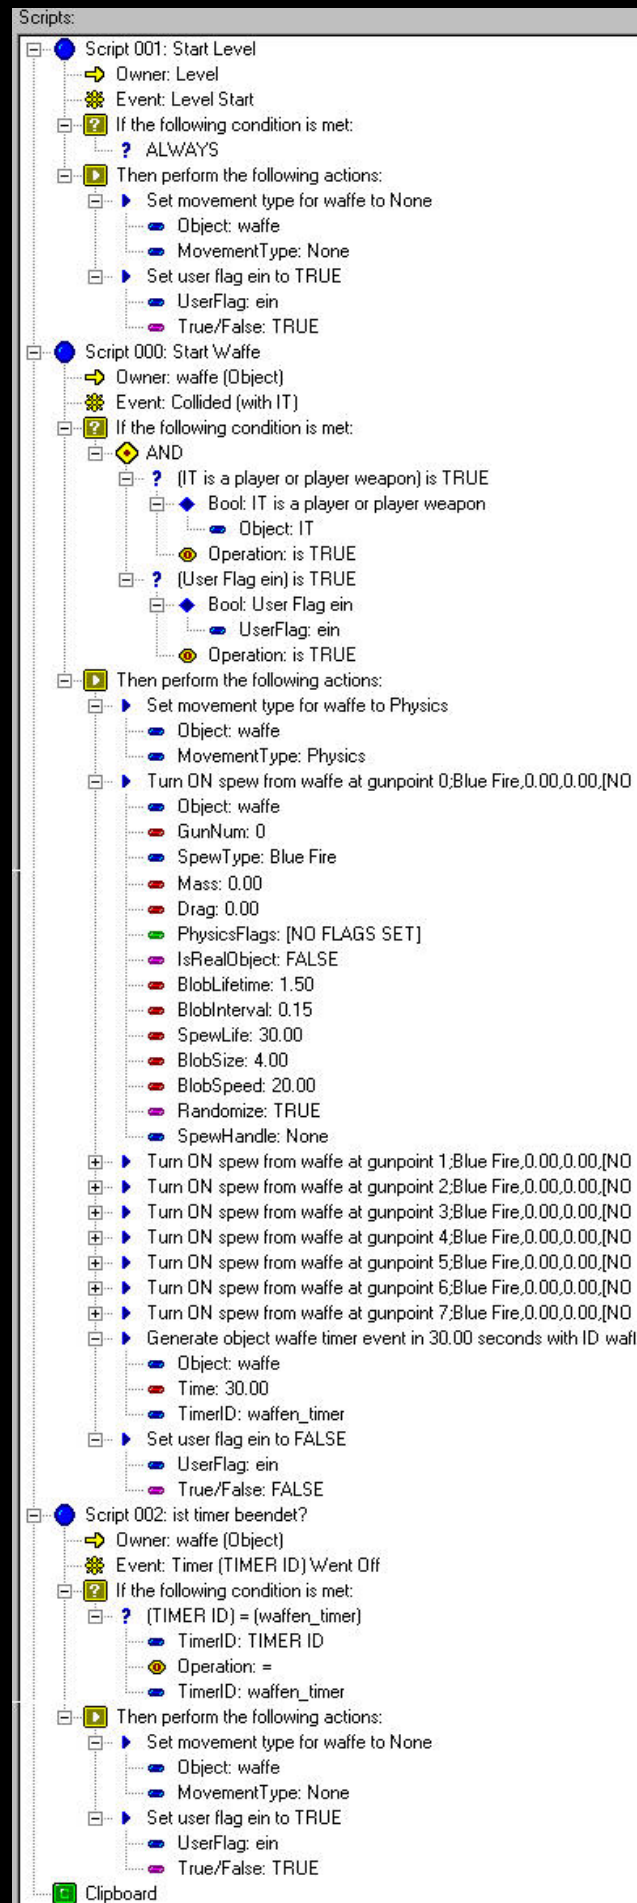 Scripts:
Script 001: Start Level
Owner: Level
Event: Level Start
If the following condition is met:
ALWAYS
Then perform the following actions:
Set movement type for waffe to None
Object: waffe
MovementType: None
Set user flag ein to TRUE
UserFlag: ein
True/False: TRUE
Script 000: Start Waffe
Owner: waffe (Object)
Event: Collided (with IT)
If the following condition is met:
AND
(IT is a player or player weapon) is TRUE
Bool: IT is a player or player weapon
Object: IT
Operation: is TRUE
(User Flag ein) is TRUE
Bool: User Flag ein
UserFlag: ein
Operation: is TRUE
Then perform the following actions:
Set movement type for waffe to Physics
Object: waffe
MovementType: Physics
Turn ON spew from waffe at gunpoint 0;Blue Fire,0.00,0.00,[NO
Object: waffe
GunNum: 0
SpewType: Blue Fire
Mass: 0.00
Drag: 0.00
PhysicsFlags: [NO FLAGS SET]
IsRealObject: FALSE
BlobLifetime: 1.50
BlobInterval: 0.15
SpewLife: 30.00
BlobSize: 4.00
BlobSpeed: 20.00
Randomize: TRUE
SpewHandle: None
Turn ON spew from waffe at gunpoint 1;Blue Fire,0.00,0.00,[NO
Turn ON spew from waffe at gunpoint 2;Blue Fire,0.00,0.00,[NO
Turn ON spew from waffe at gunpoint 3;Blue Fire,0.00,0.00,[NO
Turn ON spew from waffe at gunpoint 4;Blue Fire,0.00,0.00,[NO
Turn ON spew from waffe at gunpoint 5;Blue Fire,0.00,0.00,[NO
Turn ON spew from waffe at gunpoint 6;Blue Fire,0.00,0.00,[NO
Turn ON spew from waffe at gunpoint 7;Blue Fire,0.00,0.00,[NO
Generate object waffe timer event in 30.00 seconds with ID waf
Object: waffe
Time: 30.00
TimerID: waffen_timer
Set user flag ein to FALSE
UserFlag: ein
True/False: FALSE
Script 002: ist timer beendet?
Owner: waffe (Object)
Event: Timer (TIMER ID) Went Off
If the following condition is met:
(TIMER ID) = (waffen_timer)
TimerID: TIMER ID
Operation: =
TimerID: waffen_timer
Then perform the following actions:
Set movement type for waffe to None
Object: waffe
MovementType: None
Set user flag ein to TRUE
UserFlag: ein
True/False: TRUE
Clipboard